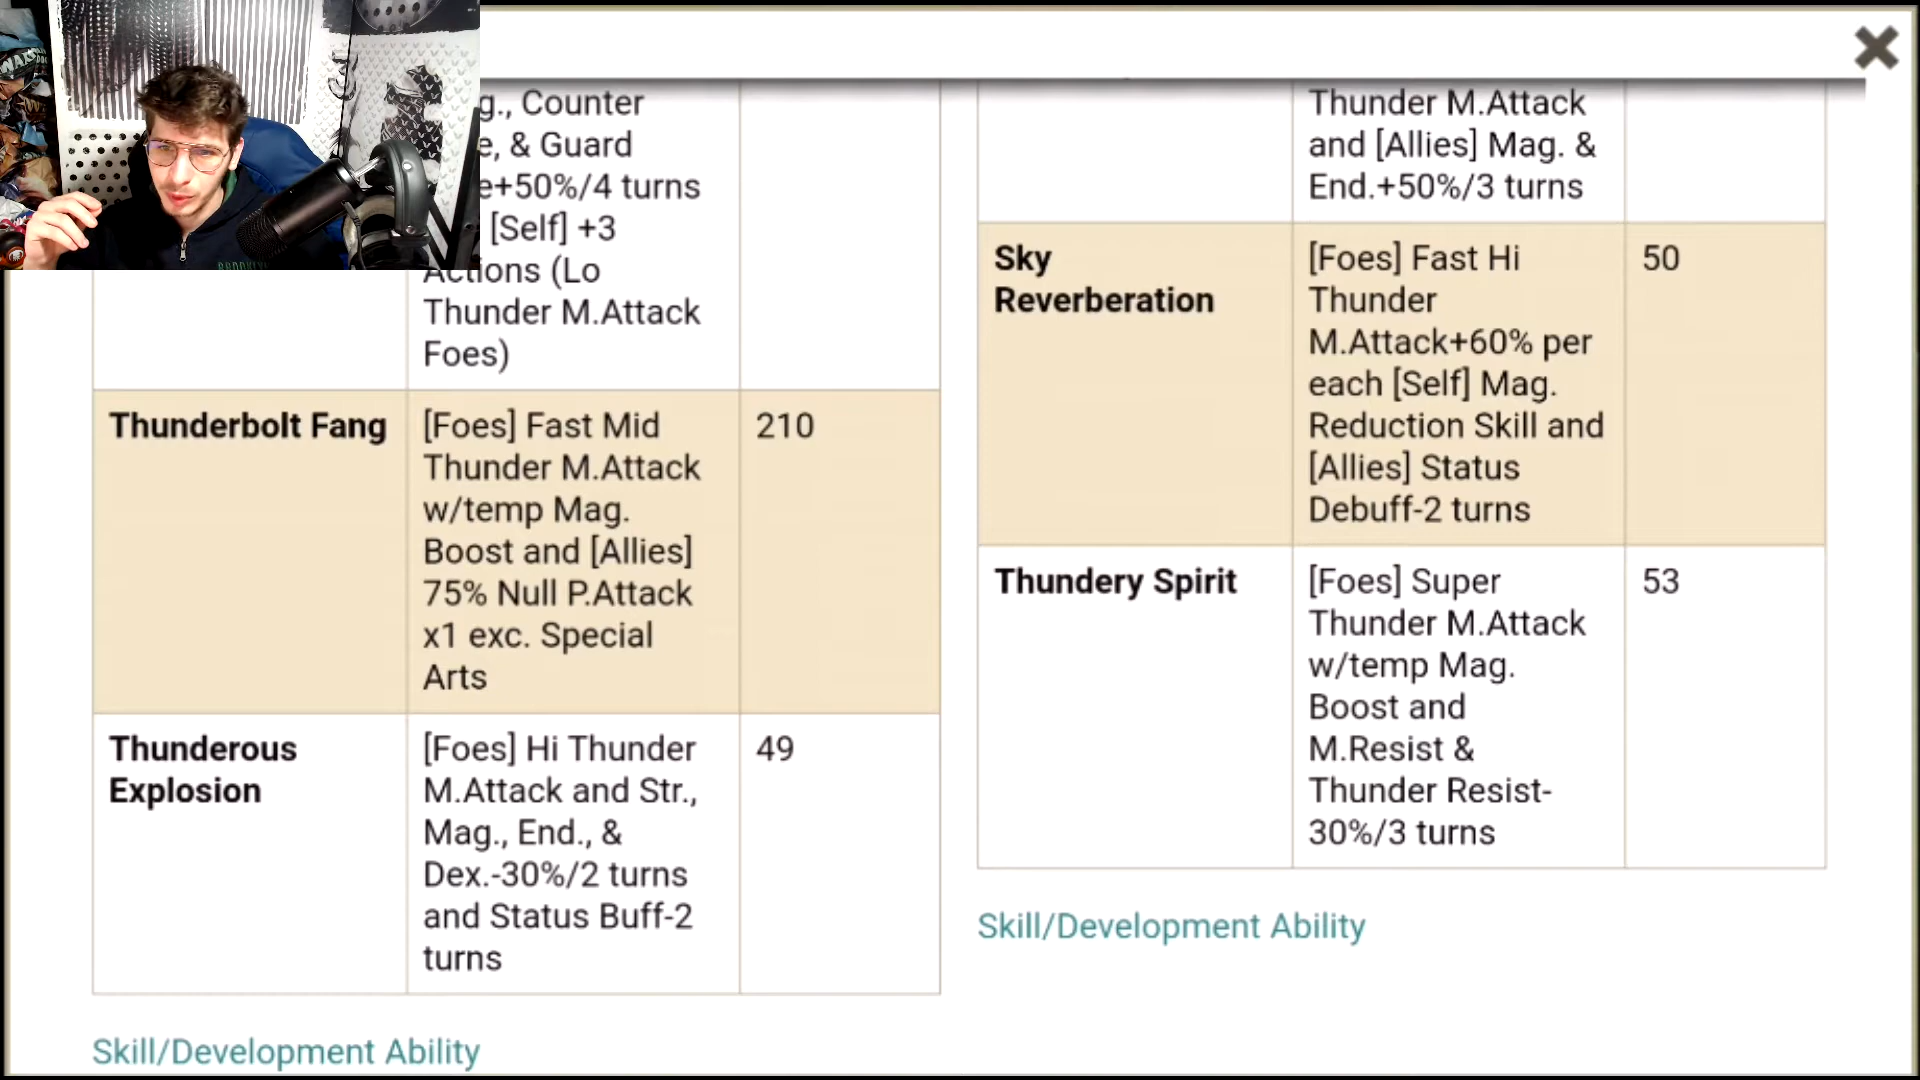 g., Counter
e, & Guard
e+50%/4 turns
[Self] +3
Actions (Lo
Thunder M.Attack
Foes)
Thunderbolt Fang
[Foes] Fast Mid
Thunder M.Attack
w/temp Mag.
Boost and [Allies]
75% Null P.Attack
x1 exc. Special
Arts
210
Thunderous
Explosion
[Foes] Hi Thunder
M.Attack and Str.,
Mag., End., &
Dex.-30%/2 turns
and Status Buff-2
turns
49
Skill/Development Ability
Thunder M.Attack
and [Allies] Mag. &
End.+50%/3 turns
Sky
Reverberation
[Foes] Fast Hi
Thunder
M.Attack+60% per
each [Self] Mag.
Reduction Skill and
[Allies] Status
Debuff-2 turns
50
Thundery Spirit
[Foes] Super
Thunder M.Attack
w/temp Mag.
Boost and
M.Resist &
Thunder Resist-
30%/3 turns
53
Skill/Development Ability